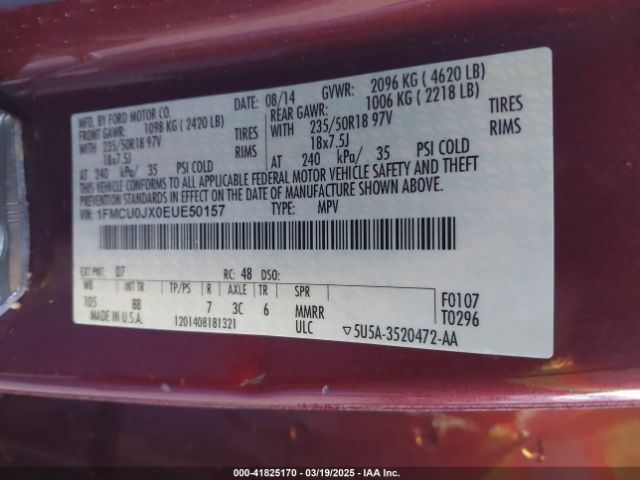 MFD. BY FORD MOTOR CO. DATE: 08/14 GVWR: 2096 KG ( 4620 LB)
FRONT GAWR: 1098 KG ( 2420 LB) REAR GAWR: 1006 KG ( 2218 LB)
WITH 235/50R18 97V TIRES WITH 235/50R18 97V TIRES
18x7.5J RIMS 18x7.5J RIMS
AT 240 kPa/ 35 PSI COLD AT 240 kPa/ 35 PSI COLD
THIS VEHICLE CONFORMS TO ALL APPLICABLE FEDERAL MOTOR VEHICLE SAFETY AND THEFT
PREVENTION STANDARDS IN EFFECT ON THE DATE OF MANUFACTURE SHOWN ABOVE.
VIN: 1FMCU0JX0EUE50157 TYPE: MPV
EXT PNT: D7 RC: 48 DSO:
WB INT TR TP/PS R AXLE TR SPR
105 8B 7 3C 6 MMRR F0107
MADE IN U.S.A. 1201408181321 ULC ▽5U5A-3520472-AA T0296
000-41825170 | 03/19/2025 | IAA Inc.